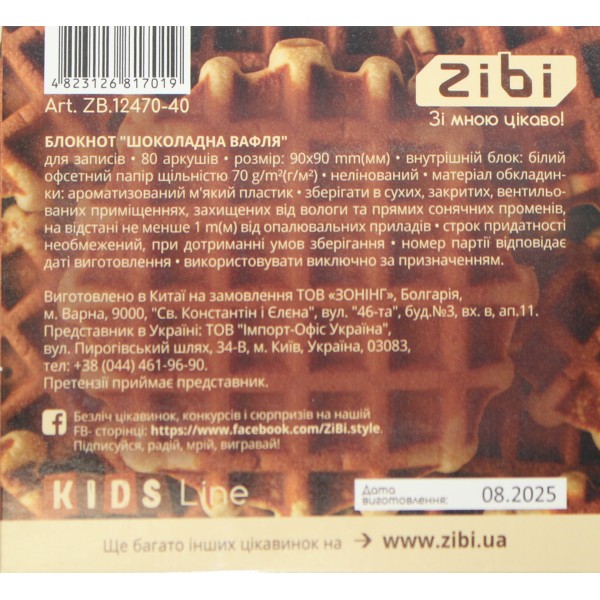 4823126817019
Art. ZB.12470-40
zibi
Зі мною цікаво!
БЛОКНОТ "ШОКОЛАДНА ВАФЛЯ"
для записів • 80 аркушів • розмір: 90х90 mm(мм) • внутрішній блок: білий
офсетний папір щільністю 70 g/m²(г/м²) • нелінований • матеріал обкладин-
ки: ароматизований м'який пластик • зберігати в сухих, закритих, вентильо-
ваних приміщеннях, захищених від вологи та прямих сонячних променів,
на відстані не менше 1 m(м) від опалювальних приладів • строк придатності
необмежений, при дотриманні умов зберігання • номер партії відповідає
даті виготовлення • використовувати виключно за призначенням.
Виготовлено в Китаї на замовлення ТОВ «ЗОНІНГ», Болгарія,
м. Варна, 9000, "Св. Константін і Єлєна", вул. "46-та", буд.№3, вх. в, ап.11.
Представник в Україні: ТОВ "Імпорт-Офіс Україна",
вул. Пирогівський шлях, 34-В, м. Київ, Україна, 03083,
тел: +38 (044) 461-96-90.
Претензії приймає представник.
Безліч цікавинок, конкурсів і сюрпризів на нашій
FB- сторінці: https://www.facebook.com/ZiBi.style.
Підписуйся, радій, мрій, вигравай!
KIDS Line
Дата
виготовлення:
08.2025
Ще багато інших цікавинок на → www.zibi.ua